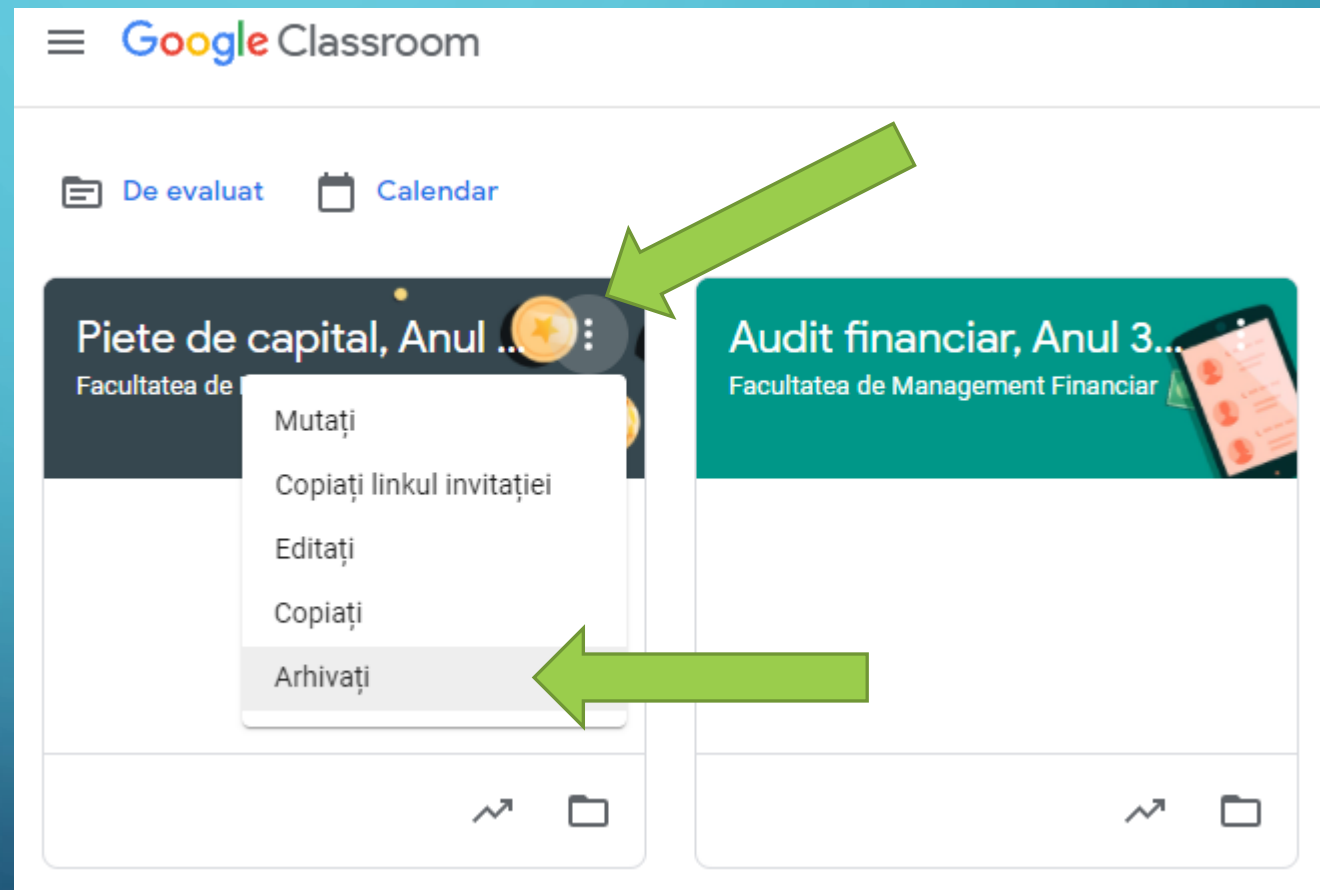 Google Classroom
De evaluat
Calendar
Piete de capital, Anul ...
Facultatea de
Mutați
Copiați linkul invitației
Editați
Copiați
Arhivați
Audit financiar, Anul 3...
Facultatea de Management Financiar